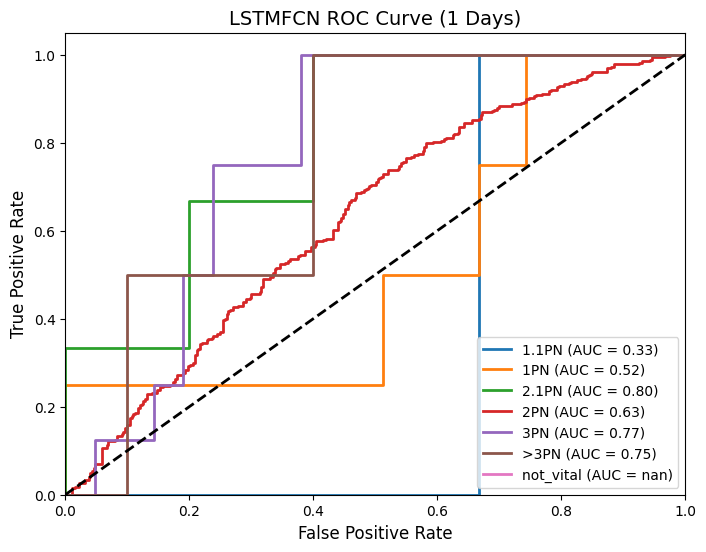 LSTMFCN ROC Curve (1 Days)
True Positive Rate
1.0
0.8
0.6
0.4
0.2
0.0
1.1PN (AUC = 0.33)
1PN (AUC = 0.52)
2.1PN (AUC = 0.80)
2PN (AUC = 0.63)
3PN (AUC = 0.77)
>3PN (AUC = 0.75)
not_vital (AUC = nan)
0.0 0.2 0.4 0.6 0.8 1.0
False Positive Rate